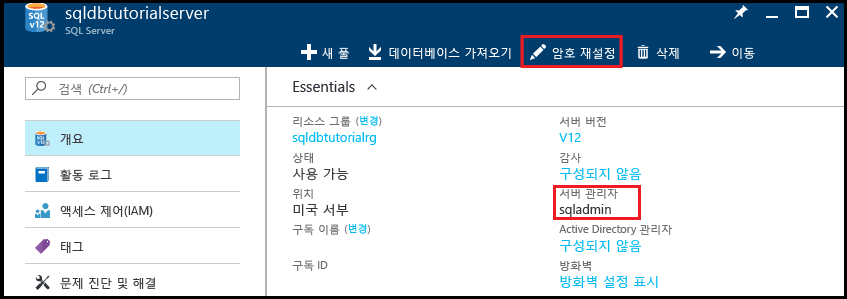 SQL
v12
sqldbtutorialserver
SQL Server
새 풀
데이터베이스 가져오기
암호 재설정
삭제
이동
검색 (Ctrl+/)
개요
활동 로그
액세스 제어(IAM)
태그
문제 진단 및 해결
Essentials
리소스 그룹 (변경)
sqldbtutorialrg
상태
사용 가능
위치
미국 서부
구독 이름 (변경)
구독 ID
서버 버전
V12
감사
구성되지 않음
서버 관리자
sqladmin
Active Directory 관리자
구성되지 않음
방화벽
방화벽 설정 표시